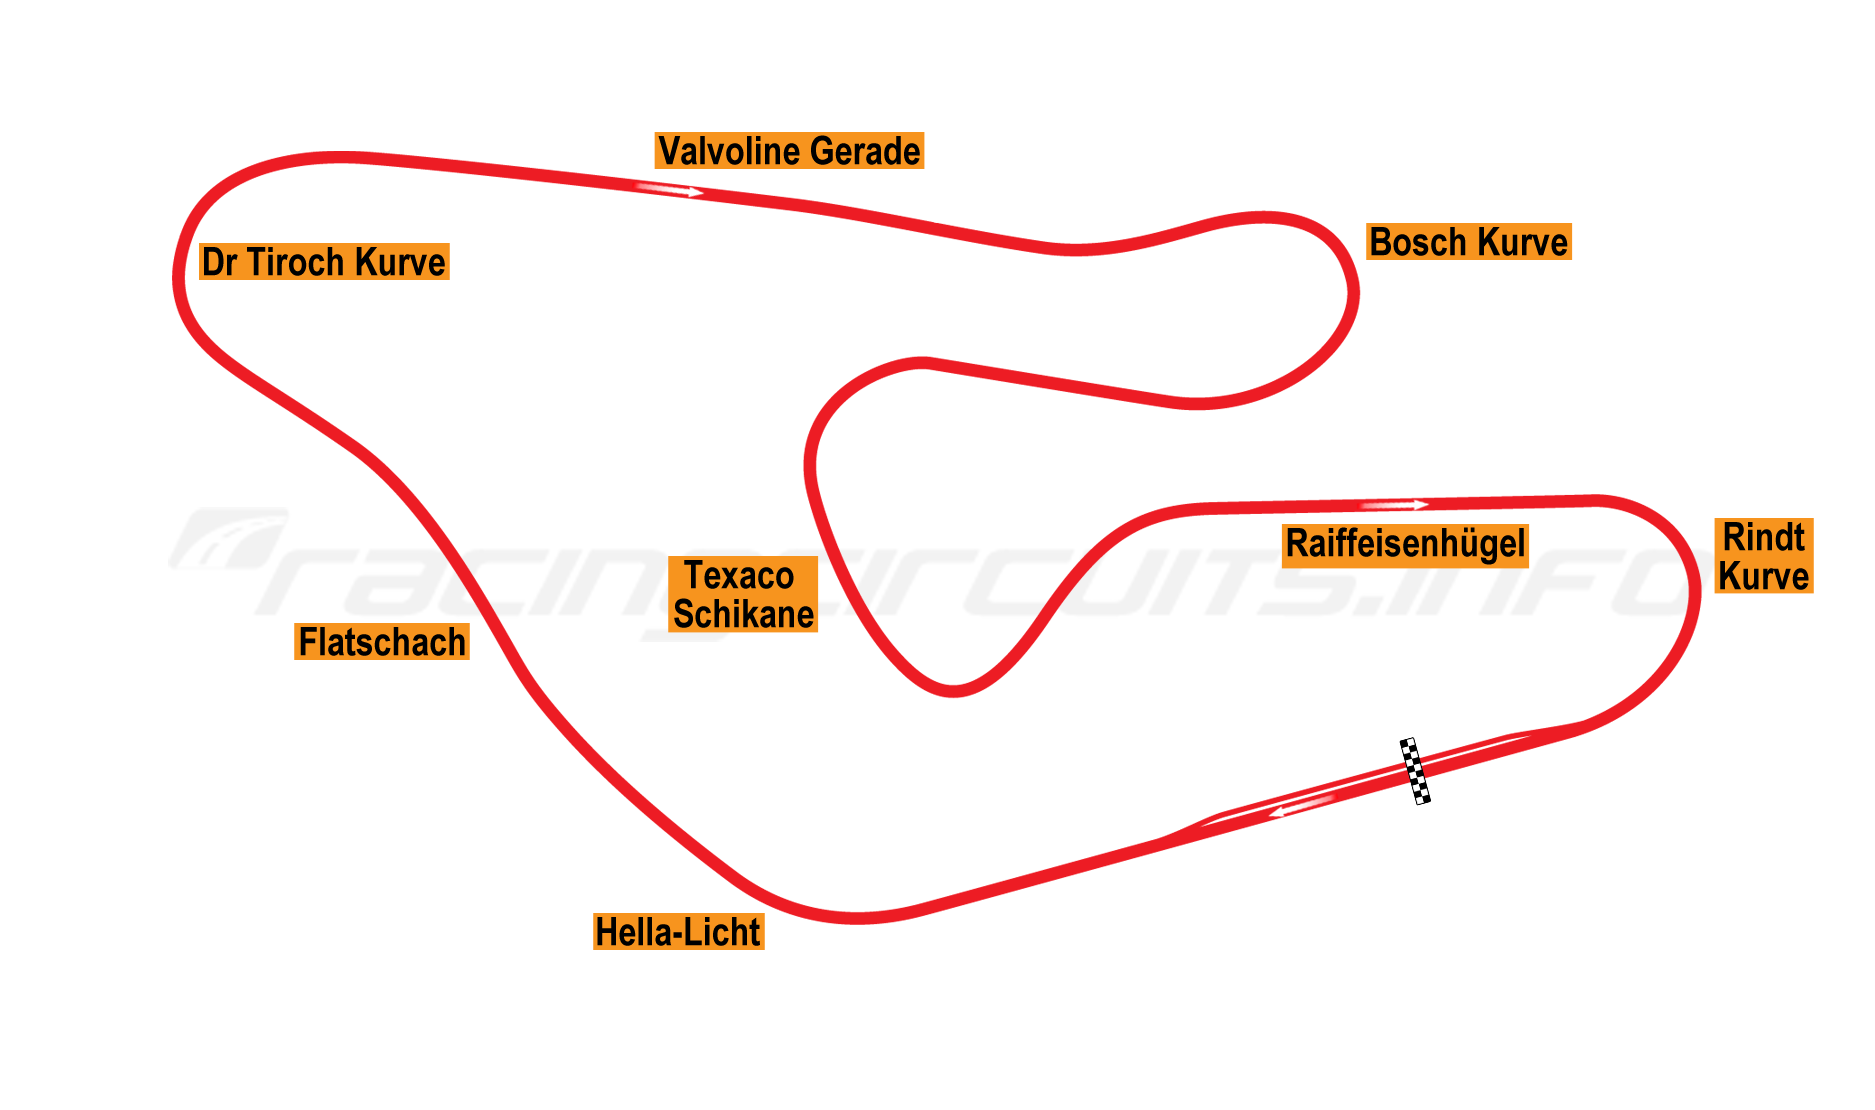 Valvoline Gerade
Bosch Kurve
Dr Tiroch Kurve
Raiffeisenhügel
Rindt
Kurve
Texaco
Schikane
racingcircuits.info
Flatschach
Hella-Licht